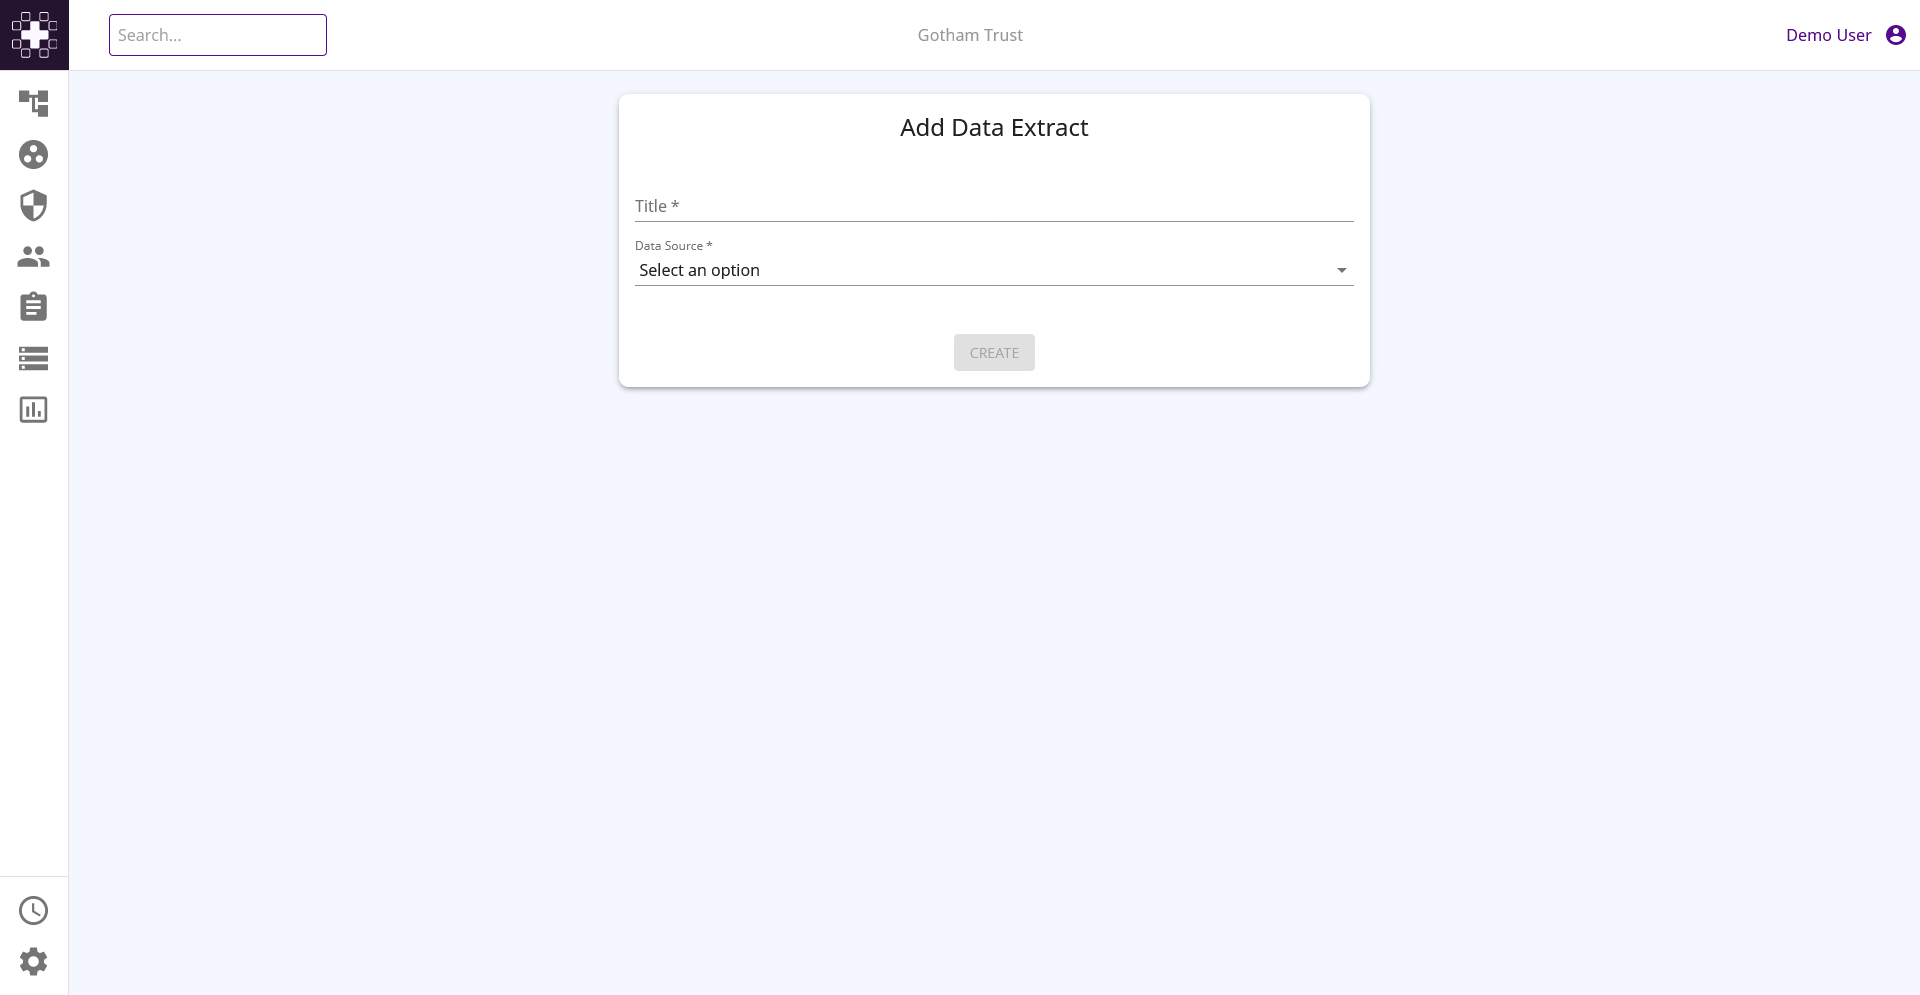 Search...
Gotham Trust
Demo User
Add Data Extract
Title *
Data Source *
Select an option
CREATE